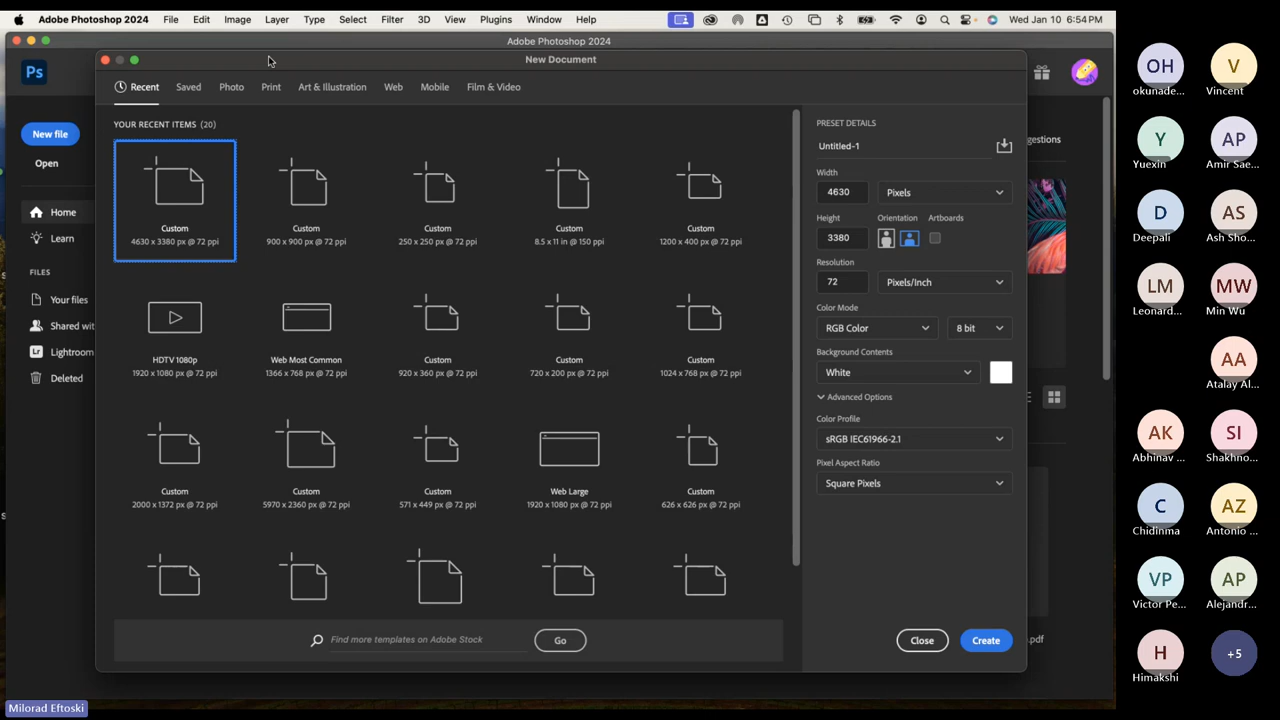 Adobe Photoshop 2024 File Edit Image Layer Type Select Filter 3D View Plugins Window Help Wed Jan 10 6:54 PM
Adobe Photoshop 2024
New Document
Ps
New file
Open
Home
Learn
FILES
Your files
Shared wit
Lr Lightroom
Deleted
Recent Saved Photo Print Art & Illustration Web Mobile Film & Video
YOUR RECENT ITEMS (20)
Custom
4630 x 3380 px @ 72 ppi
Custom
900 x 900 px @ 72 ppi
Custom
250 x 250 px @ 72 ppi
Custom
8.5 x 11 in @ 150 ppi
Custom
1200 x 400 px @ 72 ppi
HDTV 1080p
1920 x 1080 px @ 72 ppi
Web Most Common
1366 x 768 px @ 72 ppi
Custom
920 x 360 px @ 72 ppi
Custom
720 x 200 px @ 72 ppi
Custom
1024 x 768 px @ 72 ppi
Custom
2000 x 1372 px @ 72 ppi
Custom
5970 x 2360 px @ 72 ppi
Custom
571 x 449 px @ 72 ppi
Web Large
1920 x 1080 px @ 72 ppi
Custom
626 x 626 px @ 72 ppi
Find more templates on Adobe Stock
Go
PRESET DETAILS
Untitled-1
Width
4630 Pixels
Height Orientation Artboards
3380
Resolution
72 Pixels/Inch
Color Mode
RGB Color 8 bit
Background Contents
White
Advanced Options
Color Profile
sRGB IEC61966-2.1
Pixel Aspect Ratio
Square Pixels
Close Create
gestions
.pdf
OH V
okunade... Vincent
Y AP
Yuexin Amir Sae...
D AS
Deepali Ash Sho...
LM MW
Leonard... Min Wu
AA
Atalay Al...
AK SI
Abhinav ... Shakhno...
C AZ
Chidinma Antonio ...
VP AP
Victor Pe... Alejandr...
H +5
Himakshi
Milorad Eftoski